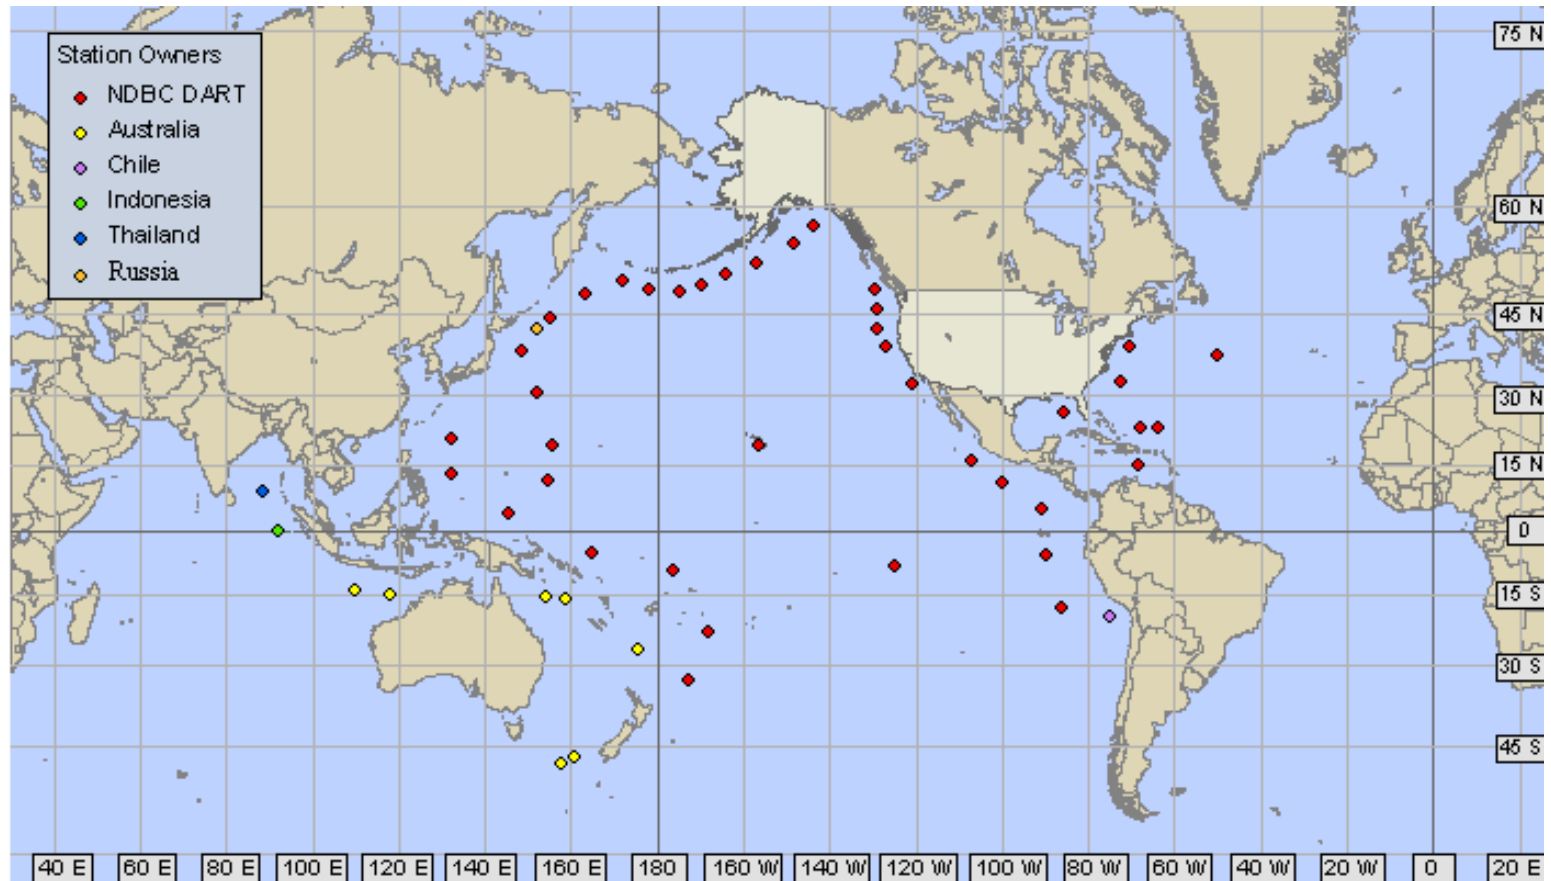 Station Owners
NDBC DART
Australia
Chile
Indonesia
Thailand
Russia
75 N
60 N
45 N
30 N
15 N
0
15 S
30 S
45 S
40 E 60 E 80 E 100 E 120 E 140 E 160 E 180 160 W 140 W 120 W 100 W 80 W 60 W 40 W 20 W 0 20 E